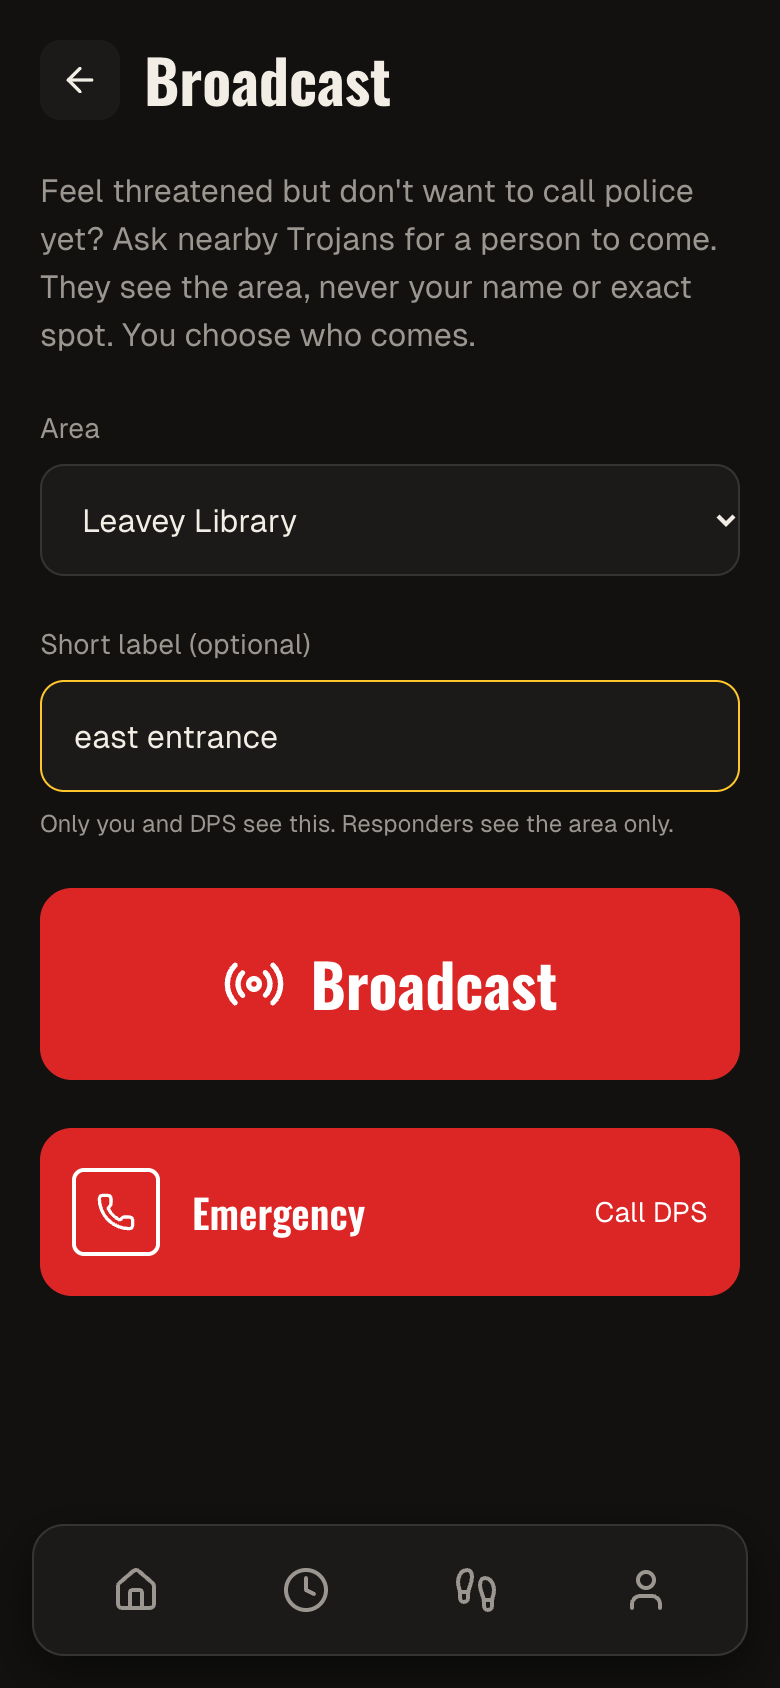 Broadcast
Feel threatened but don't want to call police
yet? Ask nearby Trojans for a person to come.
They see the area, never your name or exact
spot. You choose who comes.
Area
Leavey Library
Short label (optional)
east entrance
Only you and DPS see this. Responders see the area only.
Broadcast
Emergency Call DPS